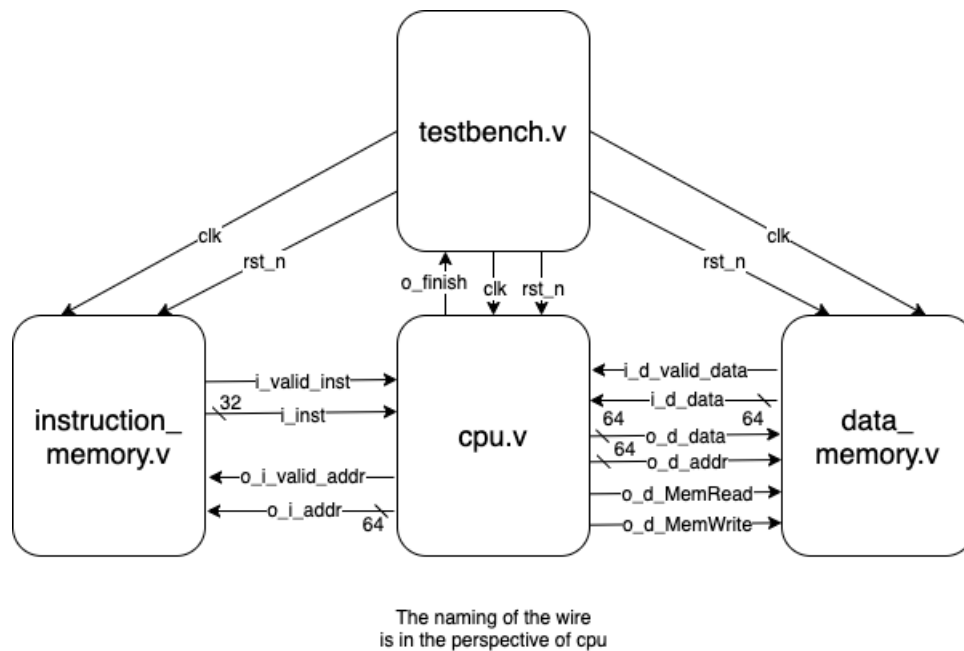 testbench.v
clk
rst_n
clk
rst_n
o_finish
clk
rst_n
instruction_
memory.v
i_valid_inst
32
i_inst
o_i_valid_addr
o_i_addr
64
cpu.v
i_d_valid_data
i_d_data
64
64
o_d_data
64
o_d_addr
o_d_MemRead
o_d_MemWrite
data_
memory.v
The naming of the wire
is in the perspective of cpu